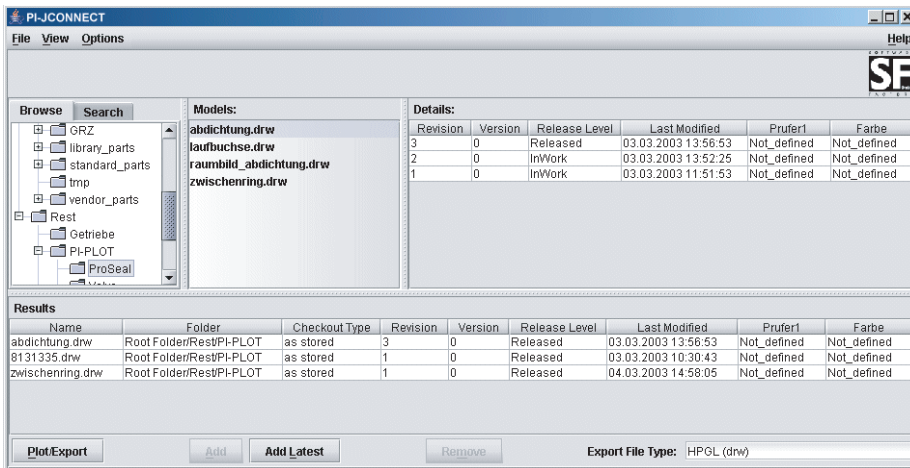 PI-JCONNECT
File View Options Help
SF
Browse Search
GRZ
library_parts
standard_parts
tmp
vendor_parts
Rest
Getriebe
PI-PLOT
ProSeal
Models:
abdichtung.drw
laufbuchse.drw
raumbild_abdichtung.drw
zwischenring.drw
Details:
Revision Version Release Level Last Modified Prufer1 Farbe
3 0 Released 03.03.2003 13:56:53 Not_defined Not_defined
2 0 InWork 03.03.2003 13:52:25 Not_defined Not_defined
1 0 InWork 03.03.2003 11:51:53 Not_defined Not_defined
Results
Name Folder Checkout Type Revision Version Release Level Last Modified Prufer1 Farbe
abdichtung.drw Root Folder/Rest/PI-PLOT as stored 3 0 Released 03.03.2003 13:56:53 Not_defined Not_defined
8131335.drw Root Folder/Rest/PI-PLOT as stored 1 0 Released 03.03.2003 10:30:43 Not_defined Not_defined
zwischenring.drw Root Folder/Rest/PI-PLOT as stored 1 0 Released 04.03.2003 14:58:05 Not_defined Not_defined
Plot/Export Add Add Latest Remove Export File Type: HPGL (drw)